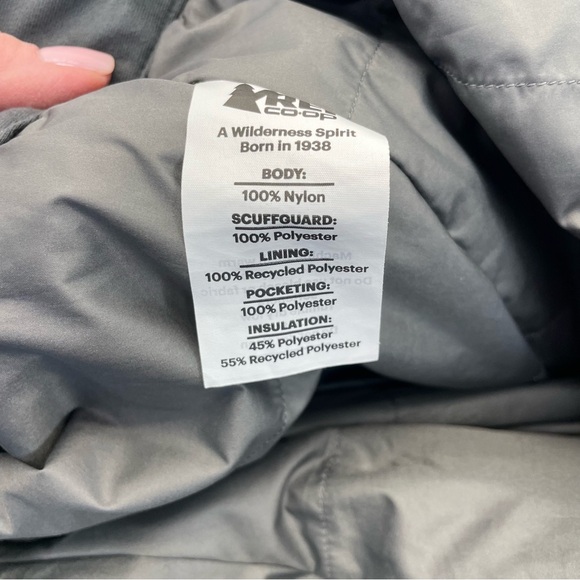 REI
CO·OP
A Wilderness Spirit
Born in 1938
BODY:
100% Nylon
SCUFFGUARD:
100% Polyester
LINING:
100% Recycled Polyester
POCKETING:
100% Polyester
INSULATION:
45% Polyester
55% Recycled Polyester